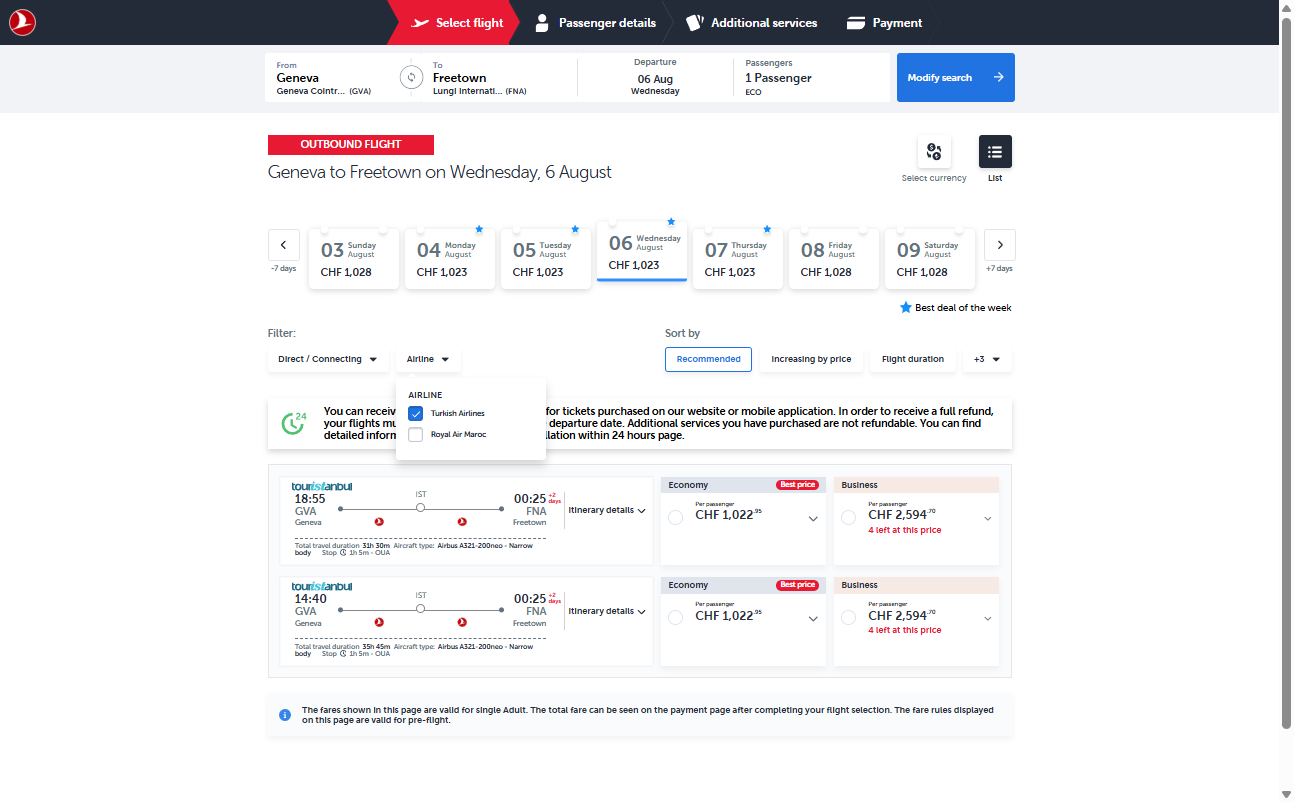 Select flight
Passenger details
Additional services
Payment
From
Geneva
Geneva Cointr... (GVA)
To
Freetown
Lungi Internati... (FNA)
Departure
06 Aug
Wednesday
Passengers
1 Passenger
ECO
Modify search
OUTBOUND FLIGHT
Geneva to Freetown on Wednesday, 6 August
Select currency
List
-7 days
03 Sunday August
CHF 1,028
04 Monday August
CHF 1,023
05 Tuesday August
CHF 1,023
06 Wednesday August
CHF 1,023
07 Thursday August
CHF 1,023
08 Friday August
CHF 1,028
09 Saturday August
CHF 1,028
+7 days
Best deal of the week
Filter:
Direct / Connecting
Airline
Sort by
Recommended
Increasing by price
Flight duration
+3
AIRLINE
Turkish Airlines
Royal Air Maroc
24
You can receiv for tickets purchased on our website or mobile application. In order to receive a full refund,
your flights mu departure date. Additional services you have purchased are not refundable. You can find
detailed inform llation within 24 hours page.
touristanbul
18:55
GVA
Geneva
IST
00:25 +2 days
FNA
Freetown
Itinerary details
Total travel duration 31h 30m Aircraft type: Airbus A321-200neo - Narrow
body Stop 1h 5m - OUA
Economy
Best price
Per passenger
CHF 1,022.95
Business
Per passenger
CHF 2,594.70
4 left at this price
touristanbul
14:40
GVA
Geneva
IST
00:25 +2 days
FNA
Freetown
Itinerary details
Total travel duration 35h 45m Aircraft type: Airbus A321-200neo - Narrow
body Stop 1h 5m - OUA
Economy
Best price
Per passenger
CHF 1,022.95
Business
Per passenger
CHF 2,594.70
4 left at this price
The fares shown in this page are valid for single Adult. The total fare can be seen on the payment page after completing your flight selection. The fare rules displayed
on this page are valid for pre-flight.